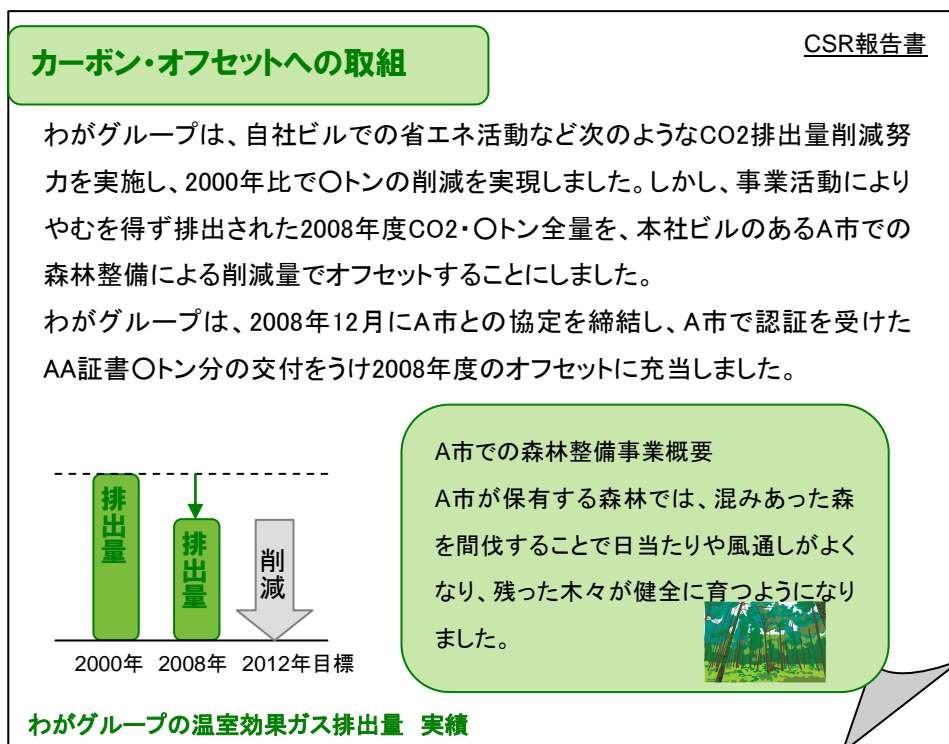 CSR報告書
カーボン・オフセットへの取組
わがグループは、自社ビルでの省エネ活動など次のようなCO2排出量削減努
力を実施し、2000年比で〇トンの削減を実現しました。しかし、事業活動により
やむを得ず排出された2008年度CO2・〇トン全量を、本社ビルのあるA市での
森林整備による削減量でオフセットすることにしました。
わがグループは、2008年12月にA市との協定を締結し、A市で認証を受けた
AA証書〇トン分の交付をうけ2008年度のオフセットに充当しました。
排出量
排出量
削減
2000年 2008年 2012年目標
A市での森林整備事業概要
A市が保有する森林では、混みあった森
を間伐することで日当たりや風通しがよく
なり、残った木々が健全に育つようになり
ました。
わがグループの温室効果ガス排出量 実績